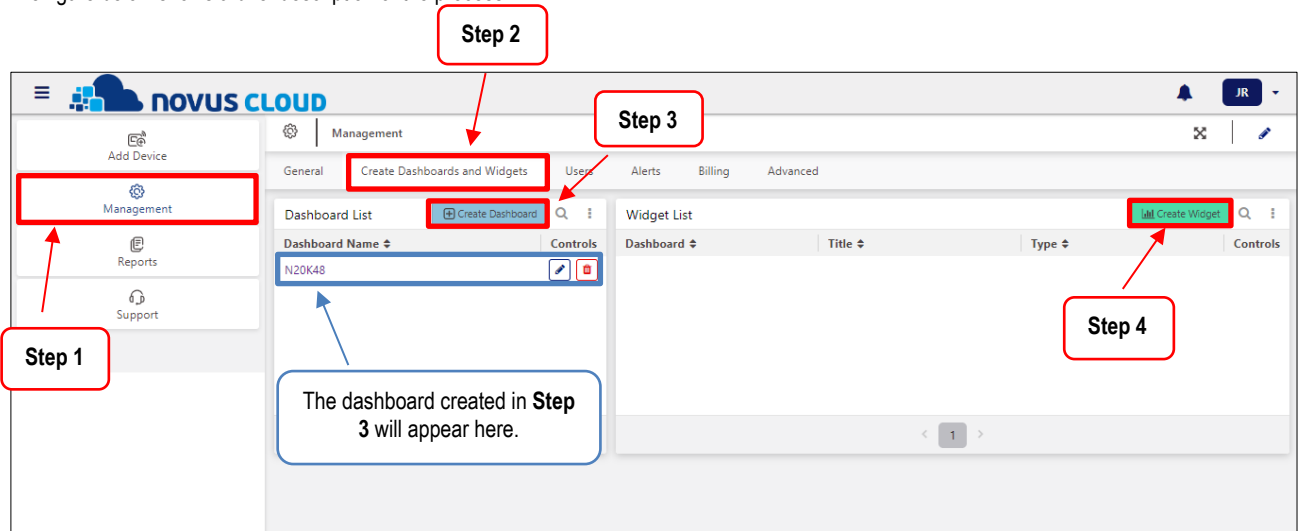 Step 2
NOVUS CLOUD
JR
Step 3
Add Device
Management
General
Create Dashboards and Widgets
Users
Alerts
Billing
Advanced
Management
Dashboard List
Create Dashboard
Widget List
Create Widget
Dashboard Name
Controls
Dashboard
Title
Type
Controls
Reports
N20K48
Support
Step 4
Step 1
The dashboard created in Step
3 will appear here.
1